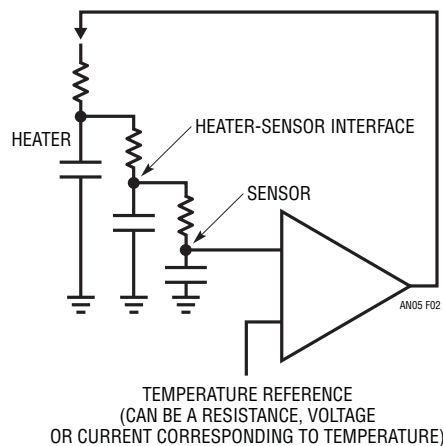 HEATER
HEATER-SENSOR INTERFACE
SENSOR
AN05 F02
TEMPERATURE REFERENCE
(CAN BE A RESISTANCE, VOLTAGE
OR CURRENT CORRESPONDING TO TEMPERATURE)